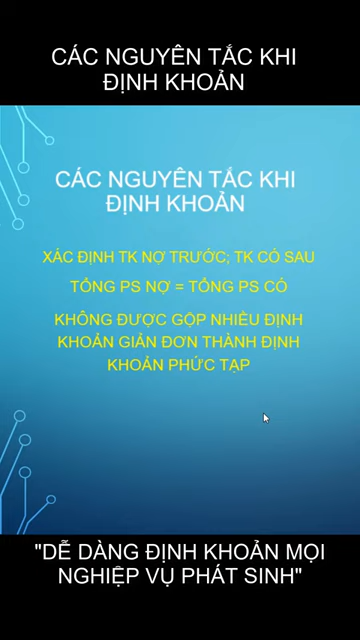 CÁC NGUYÊN TẮC KHI
ĐỊNH KHOẢN
CÁC NGUYÊN TẮC KHI
ĐỊNH KHOẢN
XÁC ĐỊNH TK NỢ TRƯỚC; TK CÓ SAU
TỔNG PS NỢ = TỔNG PS CÓ
KHÔNG ĐƯỢC GỘP NHIỀU ĐỊNH
KHOẢN GIẢN ĐƠN THÀNH ĐỊNH
KHOẢN PHỨC TẠP
"DỄ DÀNG ĐỊNH KHOẢN MỌI
NGHIỆP VỤ PHÁT SINH"